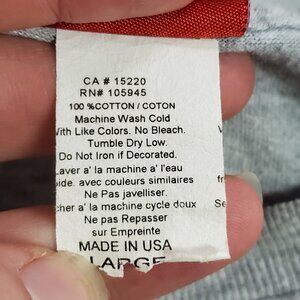 CA # 15220
RN# 105945
100 %COTTON / COTON
Machine Wash Cold
With Like Colors. No Bleach.
Tumble Dry Low.
Do Not Iron if Decorated.
Laver a' la machine a' l'eau
avec couleurs similaires
Ne Pas javelliser.
a' la machine cycle doux
Ne pas Repasser
sur Empreinte
MADE IN USA
LARGE